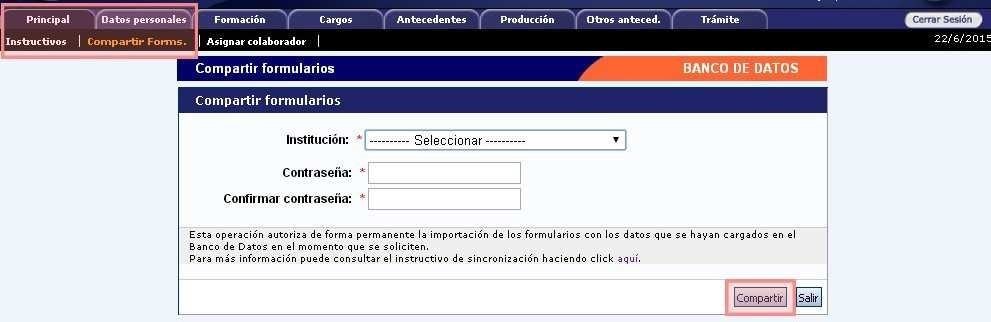 Principal Datos personales Formación Cargos Antecedentes Producción Otros anteced. Trámite Cerrar Sesión
Instructivos | Compartir Forms. | Asignar colaborador | 22/6/2015
Compartir formularios BANCO DE DATOS
Compartir formularios
Institución: * ---------- Seleccionar ----------
Contraseña: *
Confirmar contraseña: *
Esta operación autoriza de forma permanente la importación de los formularios con los datos que se hayan cargados en el
Banco de Datos en el momento que se soliciten.
Para más información puede consultar el instructivo de sincronización haciendo click aquí.
Compartir Salir